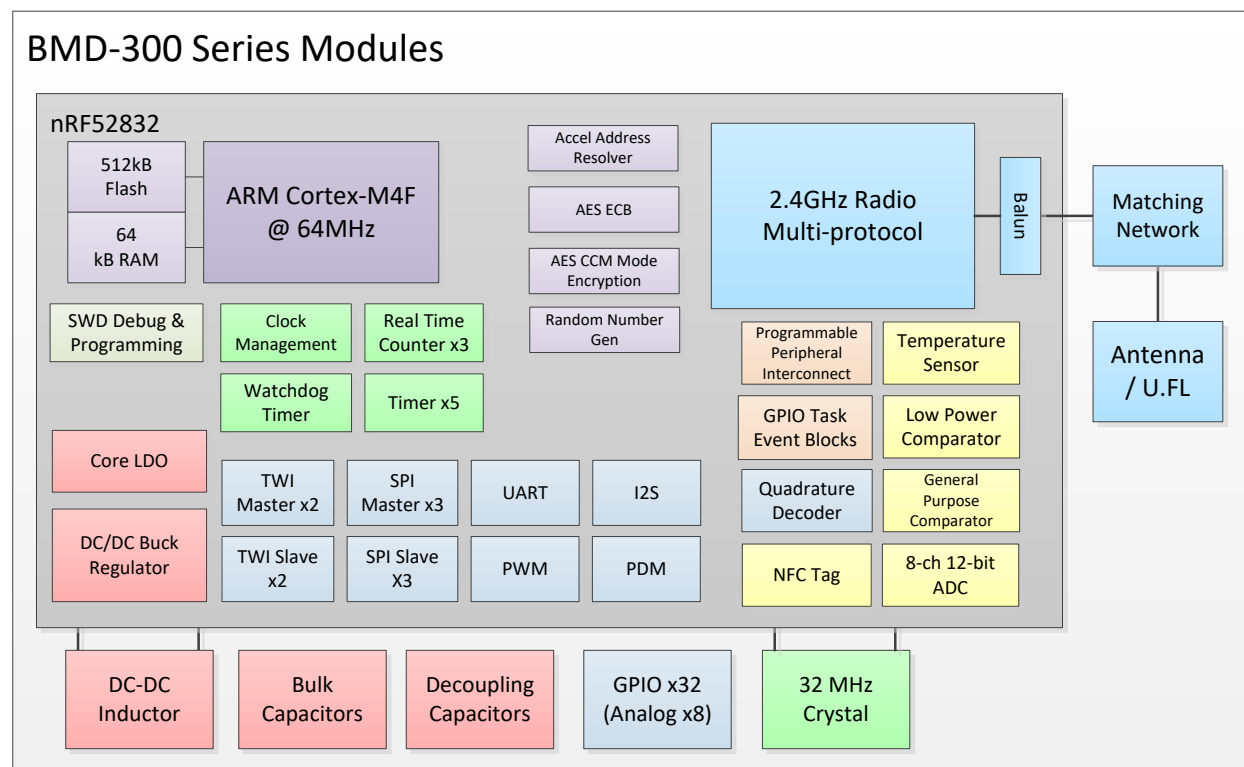 BMD-300 Series Modules
nRF52832
512kB
Flash
64
kB RAM
ARM Cortex-M4F
@ 64MHz
Accel Address
Resolver
AES ECB
AES CCM Mode
Encryption
Random Number
Gen
2.4GHz Radio
Multi-protocol
Balun
Matching
Network
Antenna
/ U.FL
SWD Debug &
Programming
Clock
Management
Real Time
Counter x3
Watchdog
Timer
Timer x5
Programmable
Peripheral
Interconnect
Temperature
Sensor
GPIO Task
Event Blocks
Low Power
Comparator
Core LDO
DC/DC Buck
Regulator
TWI
Master x2
SPI
Master x3
UART
I2S
Quadrature
Decoder
General
Purpose
Comparator
TWI Slave
x2
SPI Slave
X3
PWM
PDM
NFC Tag
8-ch 12-bit
ADC
DC-DC
Inductor
Bulk
Capacitors
Decoupling
Capacitors
GPIO x32
(Analog x8)
32 MHz
Crystal